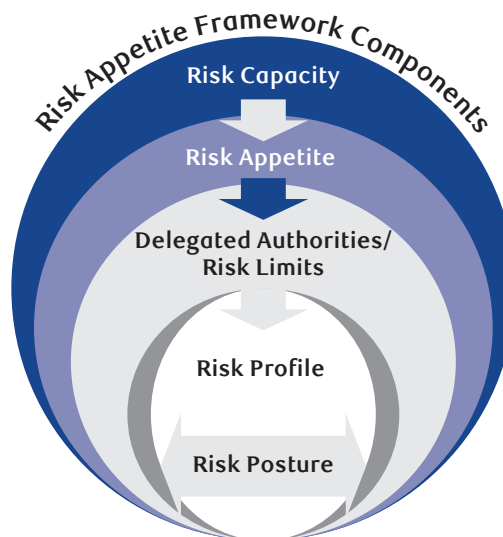 Risk Appetite Framework Components
Risk Capacity
Risk Appetite
Delegated Authorities/
Risk Limits
Risk Profile
Risk Posture